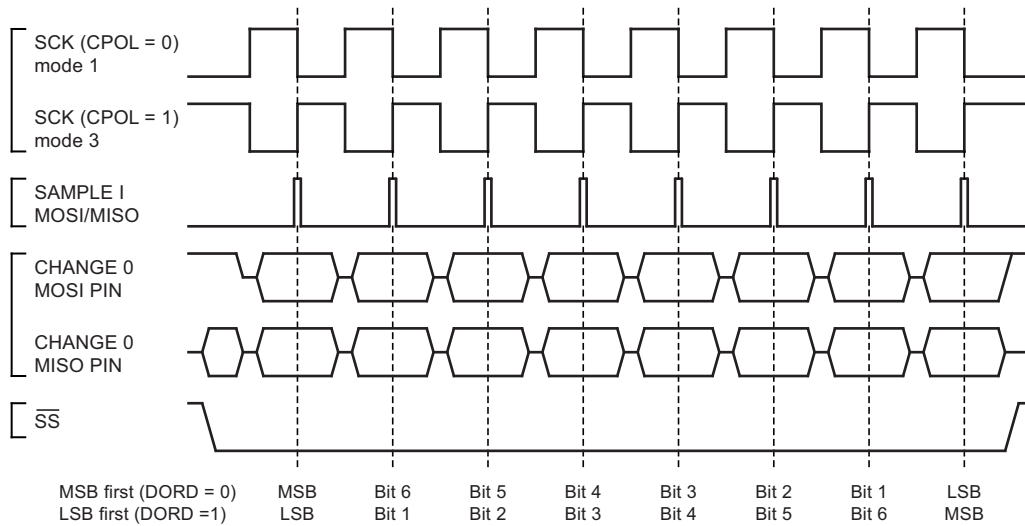 SCK (CPOL = 0)
mode 1
SCK (CPOL = 1)
mode 3
SAMPLE I
MOSI/MISO
CHANGE 0
MOSI PIN
CHANGE 0
MISO PIN
SS
MSB first (DORD = 0) MSB Bit 6 Bit 5 Bit 4 Bit 3 Bit 2 Bit 1 LSB
LSB first (DORD =1) LSB Bit 1 Bit 2 Bit 3 Bit 4 Bit 5 Bit 6 MSB